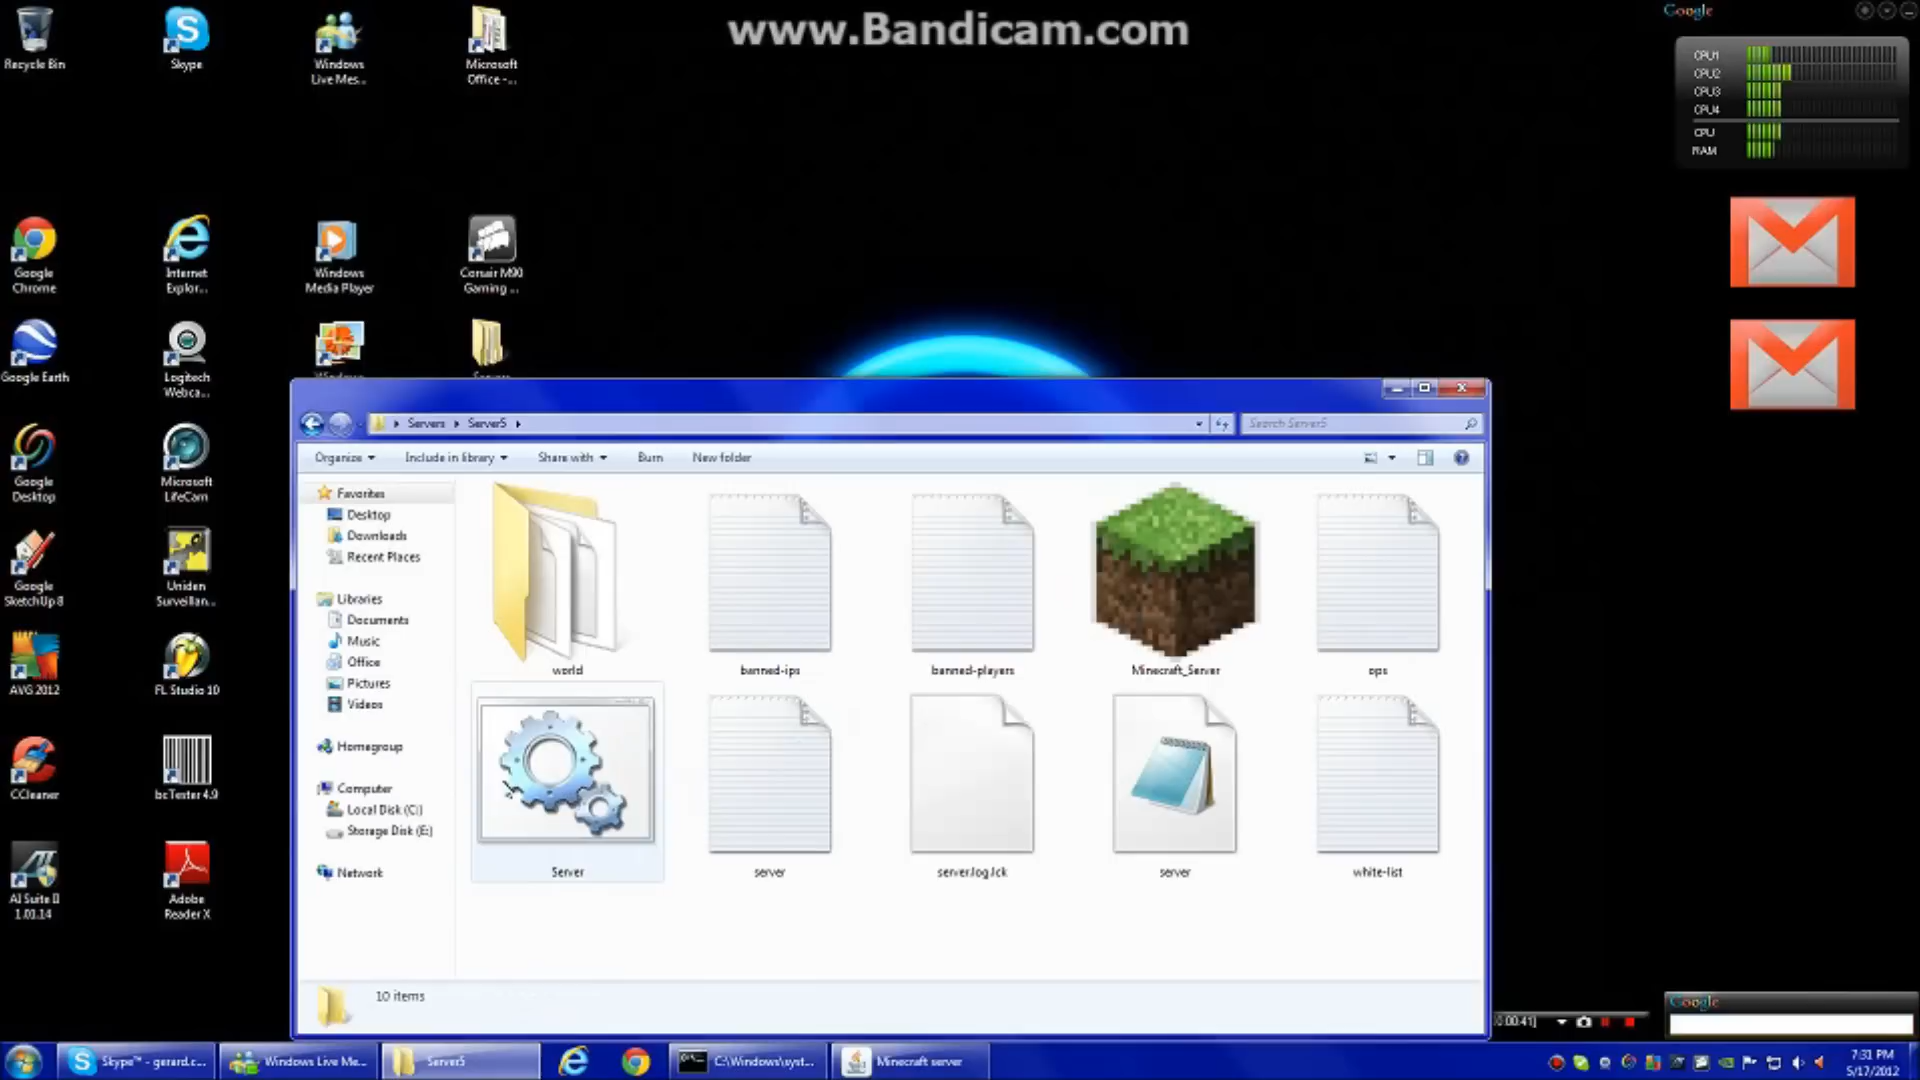 www.Bandicam.com
Google
CPU1
CPU2
CPU3
CPU4
CPU
RAM
Recycle Bin
Skype
Windows
Live Mes...
Microsoft
Office -...
Google
Chrome
Internet
Explor...
Windows
Media Player
Corsair M90
Gaming ...
Google Earth
Logitech
Webca...
Google
Desktop
Microsoft
LifeCam
Google
SketchUp 8
Uniden
Surveillan...
AVG 2012
FL Studio 10
CCleaner
bcTester 4.9
AI Suite II
1.01.14
Adobe
Reader X
Servers
Server5
Search Server5
Organize
Include in library
Share with
Burn
New folder
Favorites
Desktop
Downloads
Recent Places
Libraries
Documents
Music
Office
Pictures
Videos
Homegroup
Computer
Local Disk (C:)
Storage Disk (E:)
Network
world
banned-ips
banned-players
Minecraft_Server
ops
Server
server
server.log.lck
server
white-list
10 items
Google
Skype™ - gerard.c...
Windows Live Me...
Server5
C:\Windows\syst...
Minecraft server
7:31 PM
5/17/2012